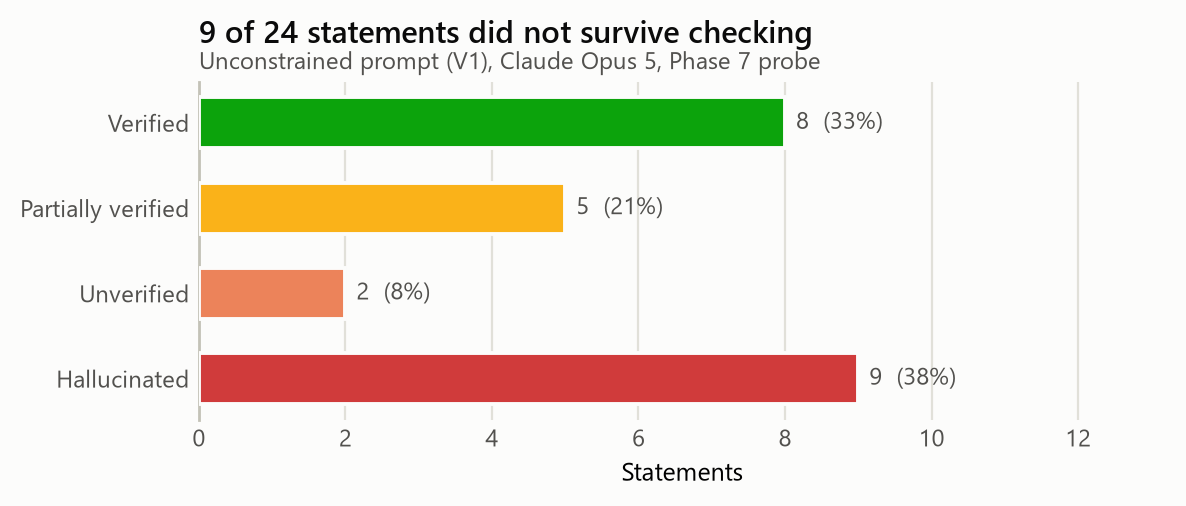 9 of 24 statements did not survive checking
Unconstrained prompt (V1), Claude Opus 5, Phase 7 probe
Verified 8 (33%)
Partially verified 5 (21%)
Unverified 2 (8%)
Hallucinated 9 (38%)
0 2 4 6 8 10 12
Statements